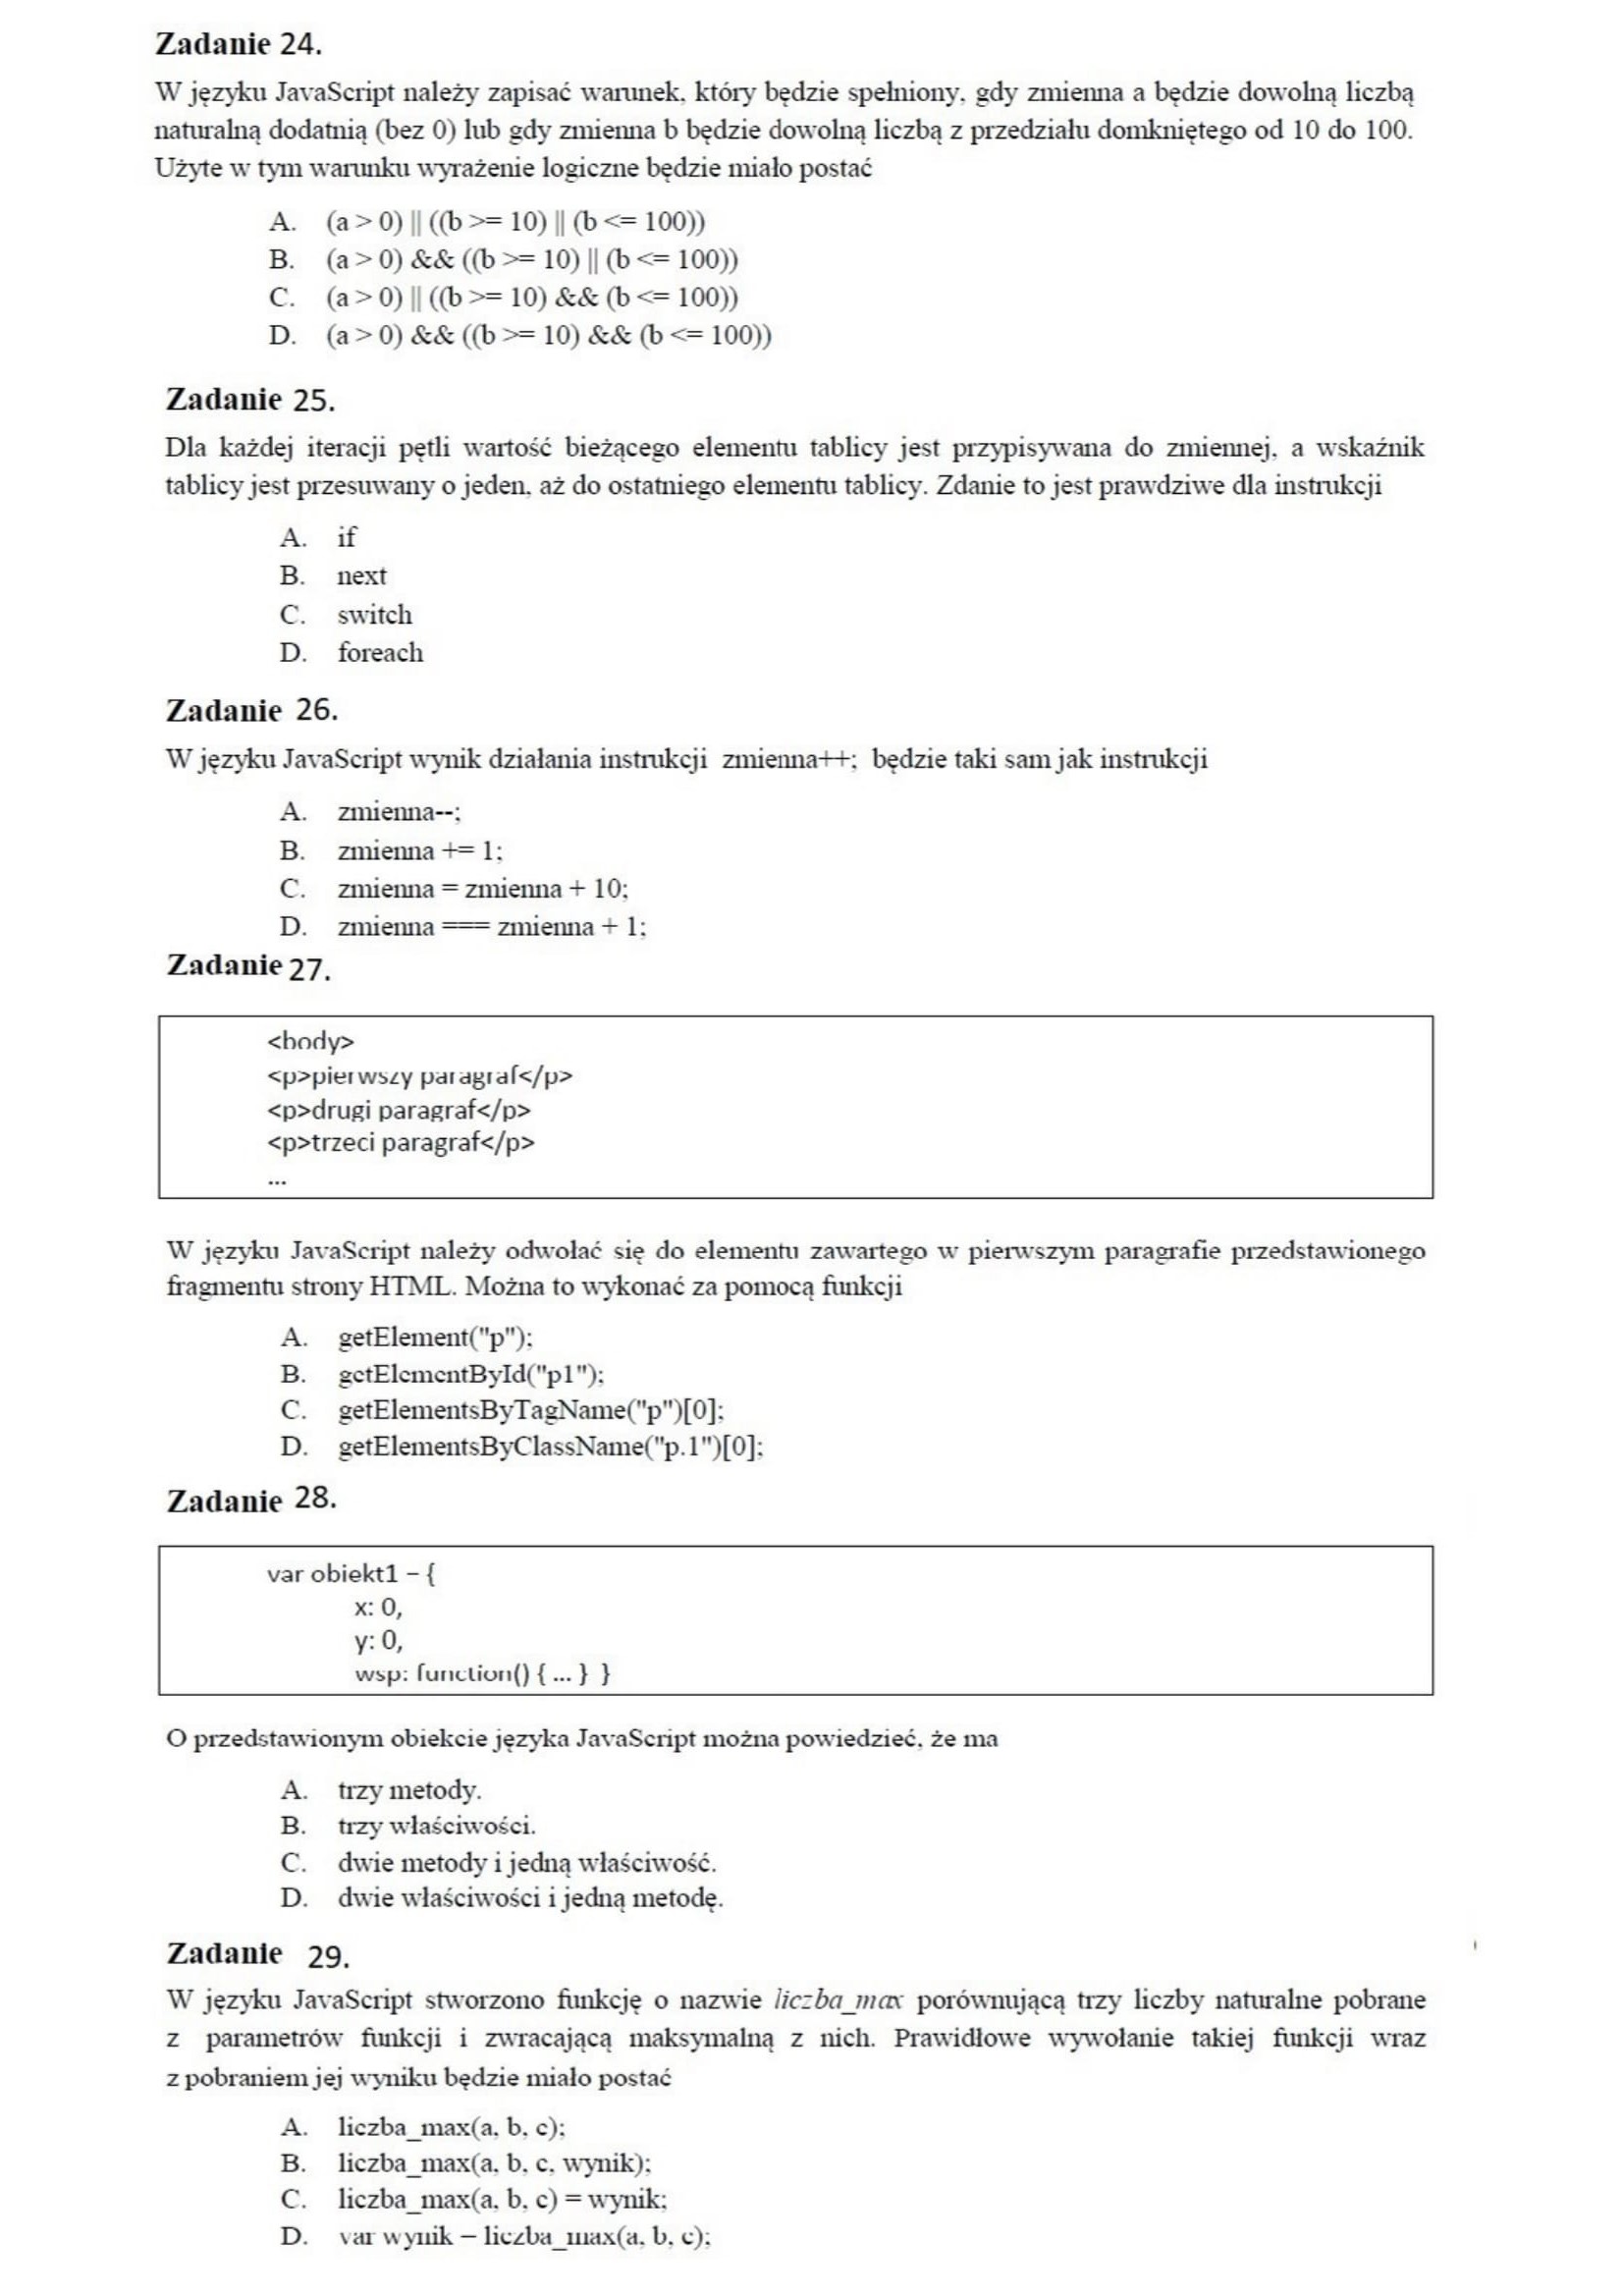 Zadanie 24.
W języku JavaScript należy zapisać warunek, który będzie spełniony, gdy zmienna a będzie dowolną liczbą
naturalną dodatnią (bez 0) lub gdy zmienna b będzie dowolną liczbą z przedziału domkniętego od 10 do 100.
Użyte w tym warunku wyrażenie logiczne będzie miało postać
A. (a > 0) || ((b >= 10) || (b <= 100))
B. (a > 0) && ((b >= 10) || (b <= 100))
C. (a > 0) || ((b >= 10) && (b <= 100))
D. (a > 0) && ((b >= 10) && (b <= 100))
Zadanie 25.
Dla każdej iteracji pętli wartość bieżącego elementu tablicy jest przypisywana do zmiennej, a wskaźnik
tablicy jest przesuwany o jeden, aż do ostatniego elementu tablicy. Zdanie to jest prawdziwe dla instrukcji
A. if
B. next
C. switch
D. foreach
Zadanie 26.
W języku JavaScript wynik działania instrukcji zmienna++; będzie taki sam jak instrukcji
A. zmienna--;
B. zmienna += 1;
C. zmienna = zmienna + 10;
D. zmienna === zmienna + 1;
Zadanie 27.
<body>
<p>pierwszy paragraf</p>
<p>drugi paragraf</p>
<p>trzeci paragraf</p>
...
W języku JavaScript należy odwołać się do elementu zawartego w pierwszym paragrafie przedstawionego
fragmentu strony HTML. Można to wykonać za pomocą funkcji
A. getElement("p");
B. getElementById("p1");
C. getElementsByTagName("p")[0];
D. getElementsByClassName("p.1")[0];
Zadanie 28.
var obiekt1 = {
x: 0,
y: 0,
wsp: function() { ... } }
O przedstawionym obiekcie języka JavaScript można powiedzieć, że ma
A. trzy metody.
B. trzy właściwości.
C. dwie metody i jedną właściwość.
D. dwie właściwości i jedną metodę.
Zadanie 29.
W języku JavaScript stworzono funkcję o nazwie liczba_max porównującą trzy liczby naturalne pobrane
z parametrów funkcji i zwracającą maksymalną z nich. Prawidłowe wywołanie takiej funkcji wraz
z pobraniem jej wyniku będzie miało postać
A. liczba_max(a, b, c);
B. liczba_max(a, b, c, wynik);
C. liczba_max(a, b, c) = wynik;
D. var wynik = liczba_max(a, b, c);